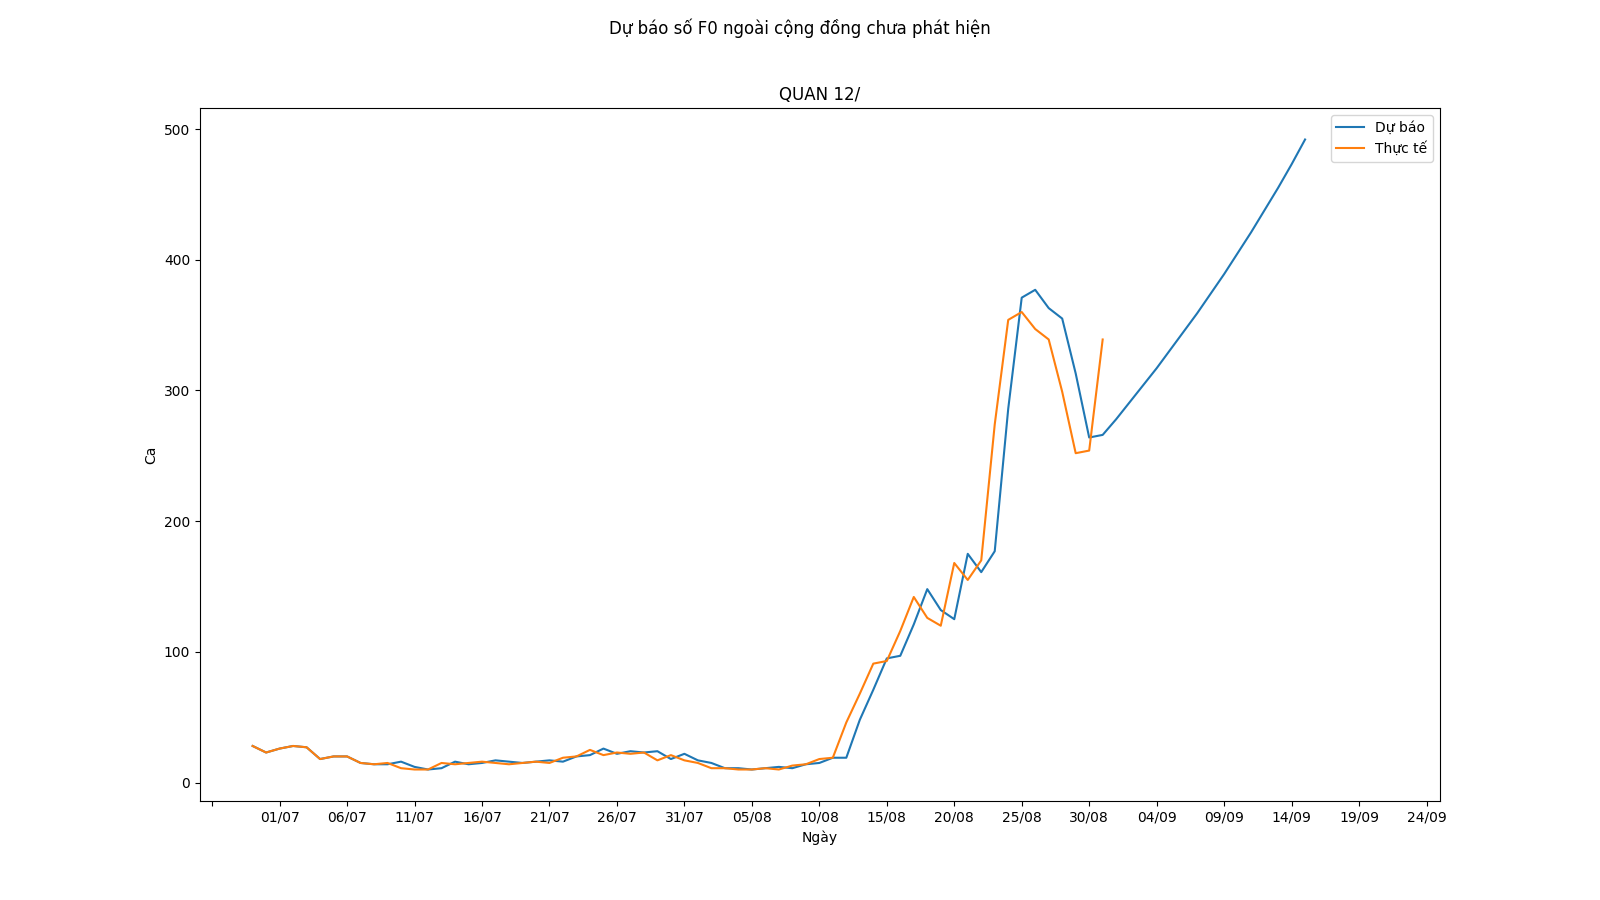 Dự báo số F0 ngoài cộng đồng chưa phát hiện
QUAN 12/
Dự báo
Thực tế
500
400
300
200
100
0
Ca
01/07 06/07 11/07 16/07 21/07 26/07 31/07 05/08 10/08 15/08 20/08 25/08 30/08 04/09 09/09 14/09 19/09 24/09
Ngày